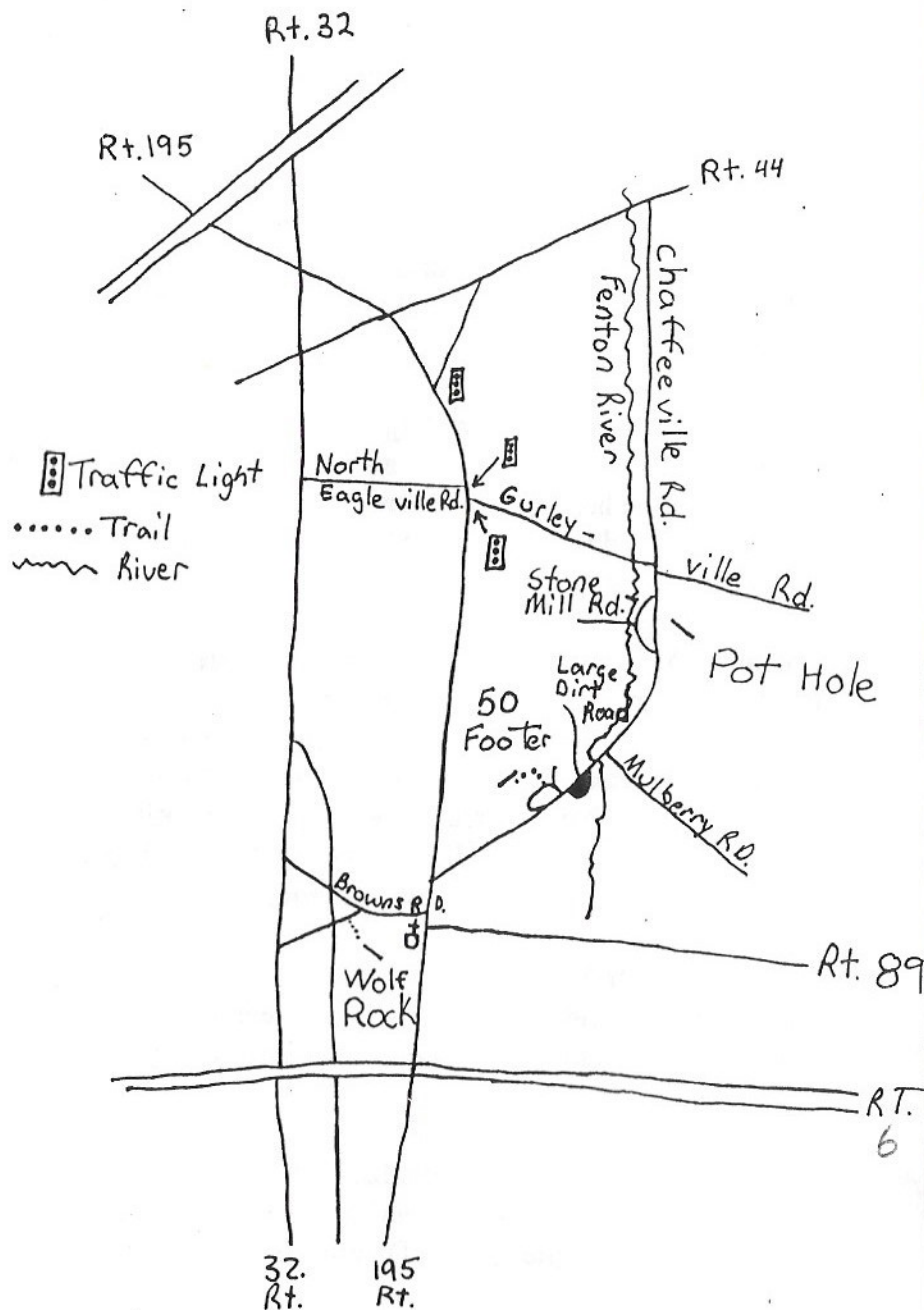 Rt. 32
Rt. 195
Rt. 44
Chaffeeville Rd.
Fenton River
Traffic Light
Trail
River
North
Eagle ville Rd.
Gurley-
ville Rd.
Stone
Mill Rd.
Pot Hole
Large
Dirt
Road
50
Footer
Mulberry RD.
Browns R D.
Wolf
Rock
Rt. 89
RT.
6
32.
Rt.
195
Rt.